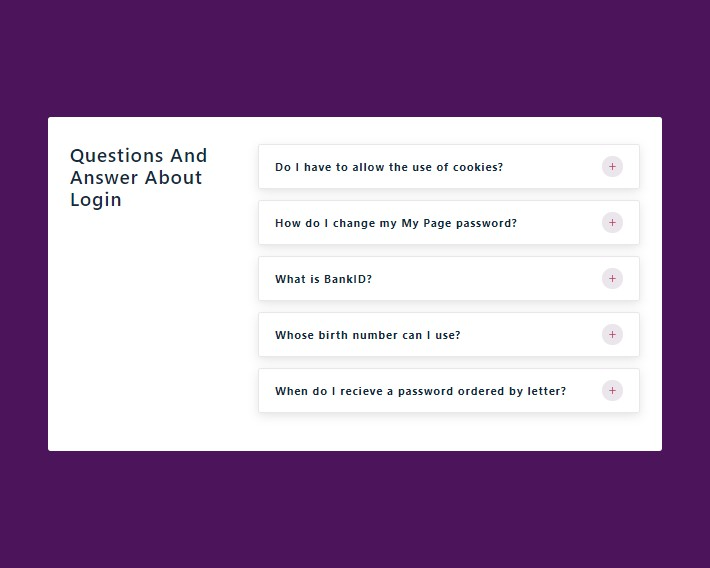 Questions And
Answer About
Login
Do I have to allow the use of cookies?
How do I change my My Page password?
What is BankID?
Whose birth number can I use?
When do I recieve a password ordered by letter?